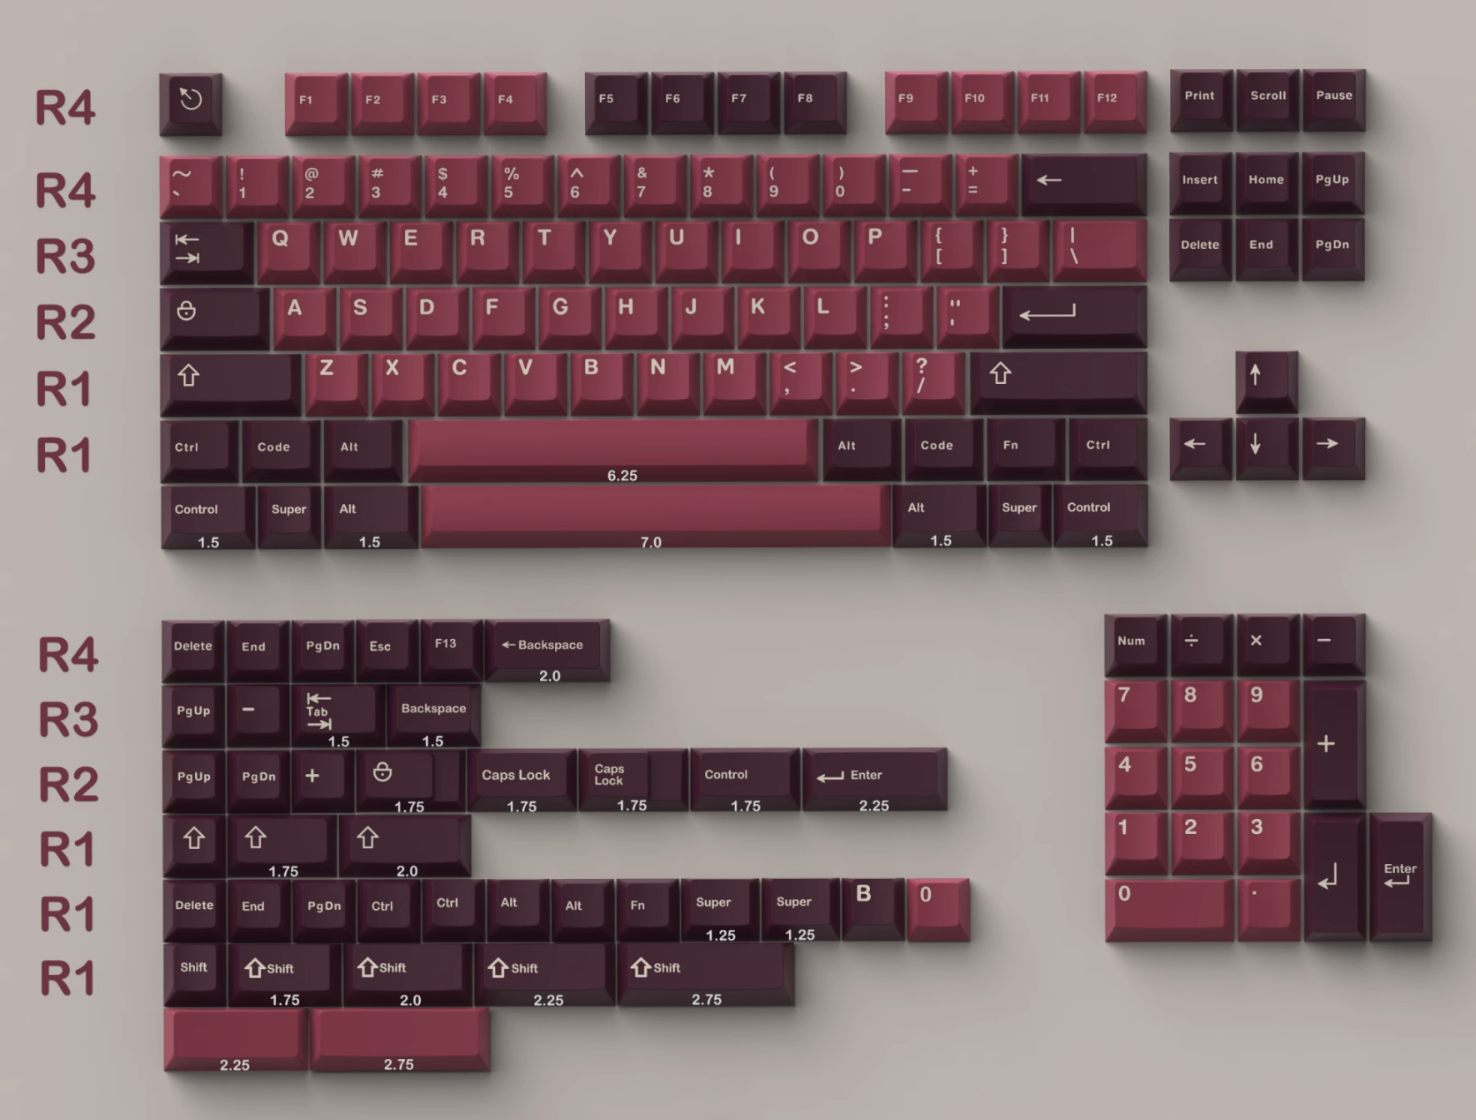 R4 F1 F2 F3 F4 F5 F6 F7 F8 F9 F10 F11 F12 Print Scroll Pause
R4 ~ ` ! 1 @ 2 # 3 $ 4 % 5 ^ 6 & 7 * 8 ( 9 ) 0 — - + = ← Insert Home PgUp
R3 Q W E R T Y U I O P { [ } ] | \ Delete End PgDn
R2 A S D F G H J K L : ; " '
R1 Z X C V B N M < , > . ? / ↑
R1 Ctrl Code Alt 6.25 Alt Code Fn Ctrl ← ↓ →
Control 1.5 Super Alt 1.5 7.0 Alt 1.5 Super Control 1.5
R4 Delete End PgDn Esc F13 ← Backspace 2.0
R3 PgUp - Tab 1.5 Backspace 1.5
R2 PgUp PgDn + 1.75 Caps Lock 1.75 Caps Lock 1.75 Control 1.75 Enter 2.25
R1 1.75 2.0
R1 Delete End PgDn Ctrl Ctrl Alt Alt Fn Super 1.25 Super 1.25 B 0
R1 Shift Shift 1.75 Shift 2.0 Shift 2.25 Shift 2.75
2.25 2.75
Num ÷ × −
7 8 9 +
4 5 6
1 2 3 Enter
0 .